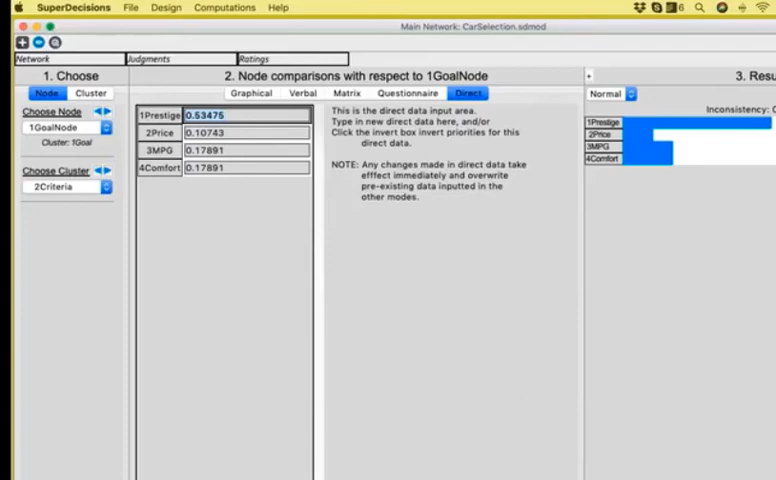 SuperDecisions File Design Computations Help 6
Main Network: CarSelection.sdmod
Network Judgments Ratings
1. Choose 2. Node comparisons with respect to 1GoalNode + 3.
Node Cluster Graphical Verbal Matrix Questionnaire Direct Normal
Choose Node
1GoalNode
Cluster: 1Goal
Choose Cluster
2Criteria
1Prestige 0.53475
2Price 0.10743
3MPG 0.17891
4Comfort 0.17891
This is the direct data input area.
Type in new direct data here, and/or
Click the invert box invert priorities for this
direct data.
NOTE: Any changes made in direct data take
efffect immediately and overwrite
pre-existing data inputted in the
other modes.
Inconsistency:
1Prestige
2Price
3MPG
4Comfort